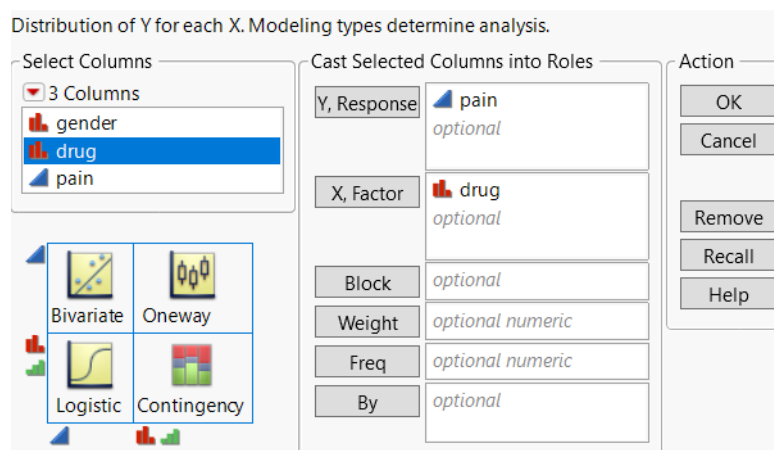 Distribution of Y for each X. Modeling types determine analysis.
Select Columns
3 Columns
gender
drug
pain
Bivariate
Oneway
Logistic
Contingency
Cast Selected Columns into Roles
Y, Response
pain
optional
X, Factor
drug
optional
Block
optional
Weight
optional numeric
Freq
optional numeric
By
optional
Action
OK
Cancel
Remove
Recall
Help